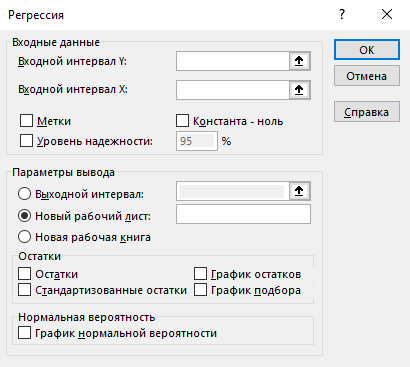 Регрессия ? ×
Входные данные
Входной интервал Y:
Входной интервал X:
Метки Константа - ноль
Уровень надежности: 95 %
ОК
Отмена
Справка
Параметры вывода
Выходной интервал:
Новый рабочий лист:
Новая рабочая книга
Остатки
Остатки График остатков
Стандартизованные остатки График подбора
Нормальная вероятность
График нормальной вероятности